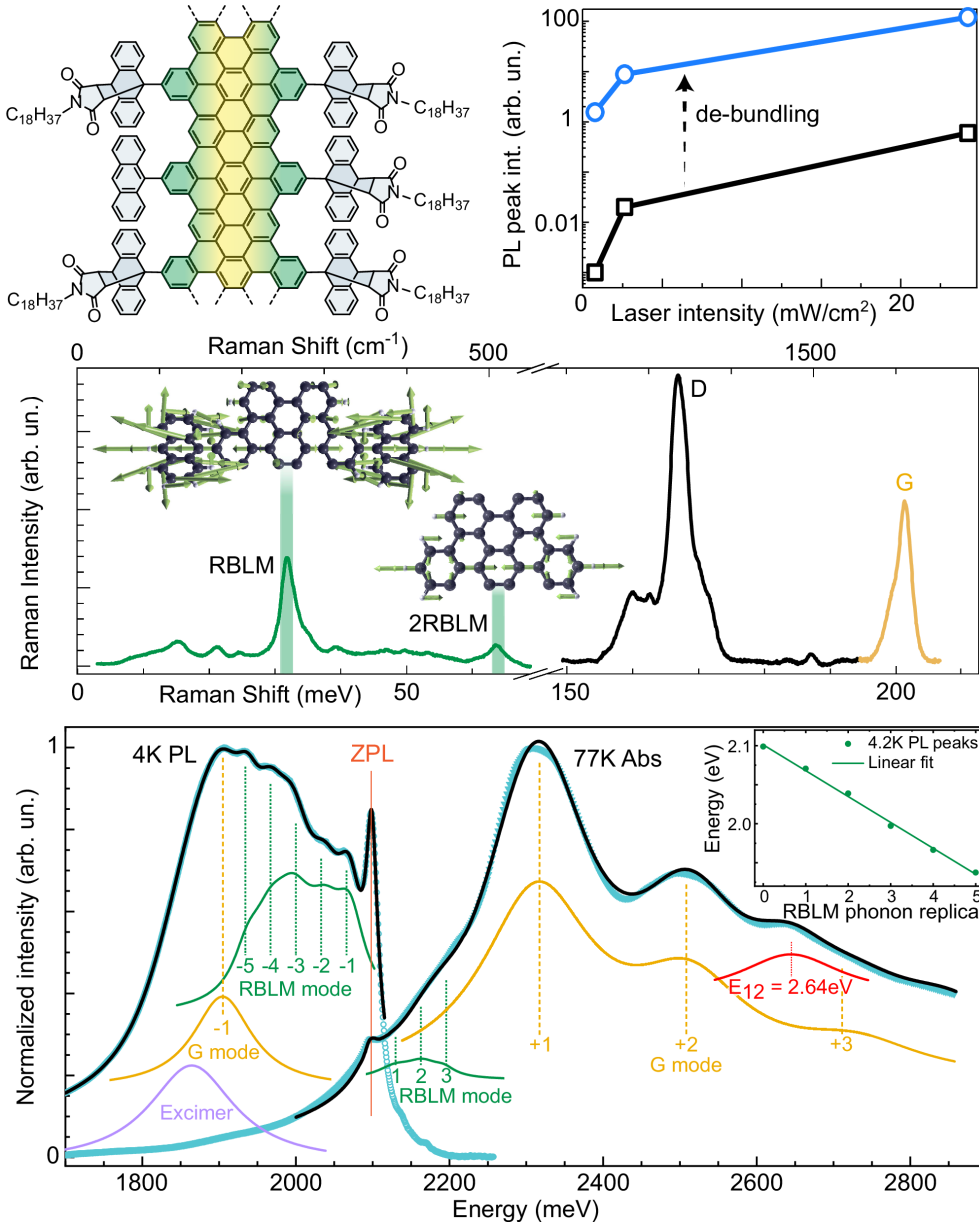 C18H37
N
O
O
O
N
O
C18H37
O
N
O
C18H37
C18H37
N
O
O
O
N
O
C18H37
PL peak int. (arb. un.)
100
1
0.01
de-bundling
0
20
Laser intensity (mW/cm²)
0
Raman Shift (cm⁻¹)
500
1500
Raman Intensity (arb. un.)
RBLM
2RBLM
D
G
0
Raman Shift (meV)
50
150
200
Normalized intensity (arb. un.)
1
0
4K PL
ZPL
77K Abs
-5
-4
-3
-2
-1
RBLM mode
-1
G mode
Excimer
1
2
3
RBLM mode
+1
+2
G mode
+3
E12 = 2.64eV
2.1
2.0
Energy (eV)
4.2K PL peaks
Linear fit
0
1
2
3
4
5
RBLM phonon replica
1800
2000
2200
2400
2600
2800
Energy (meV)